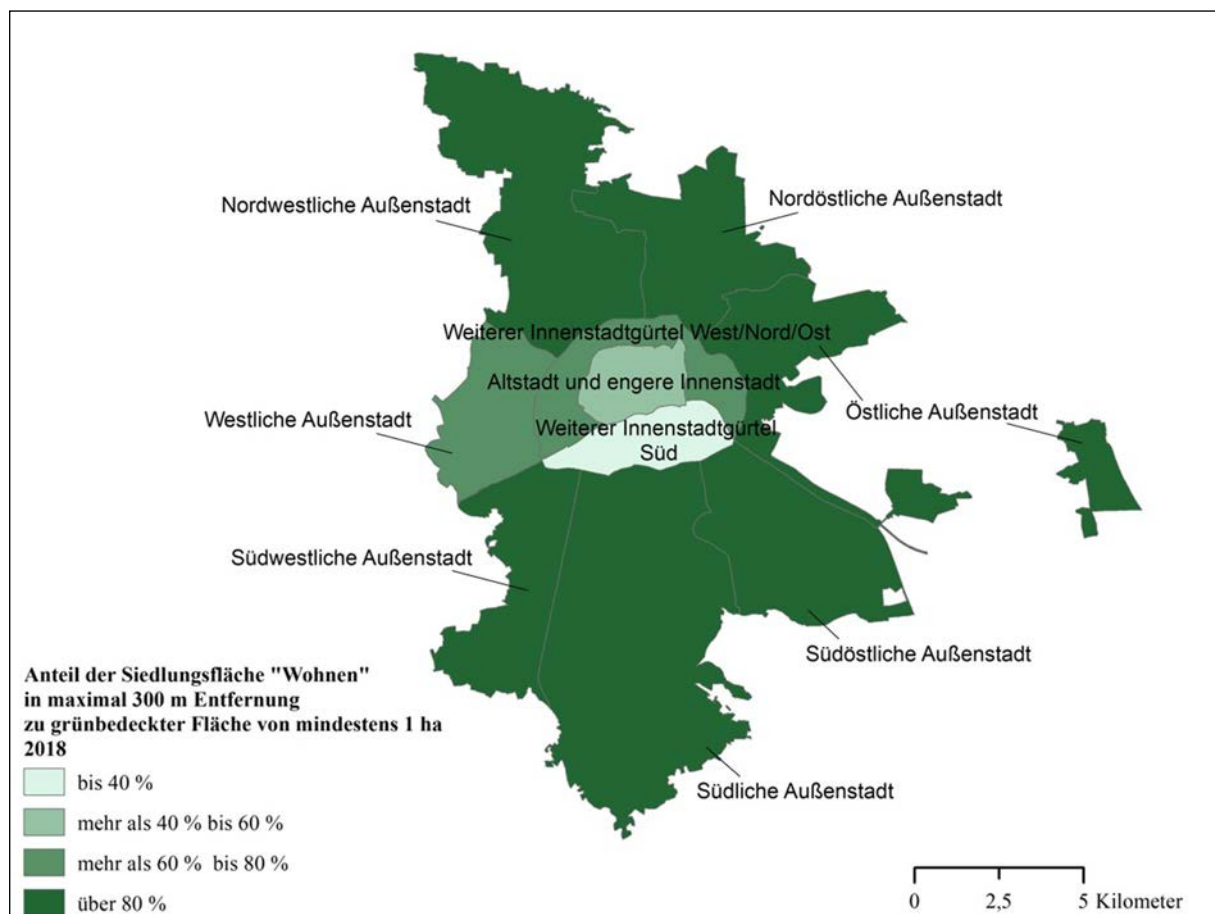 Nordwestliche Außenstadt
Nordöstliche Außenstadt
Weiterer Innenstadtgürtel West/Nord/Ost
Altstadt und engere Innenstadt
Westliche Außenstadt
Östliche Außenstadt
Weiterer Innenstadtgürtel
Süd
Südwestliche Außenstadt
Südöstliche Außenstadt
Südliche Außenstadt
Anteil der Siedlungsfläche "Wohnen"
in maximal 300 m Entfernung
zu grünbedeckter Fläche von mindestens 1 ha
2018
bis 40 %
mehr als 40 % bis 60 %
mehr als 60 % bis 80 %
über 80 %
0 2,5 5 Kilometer